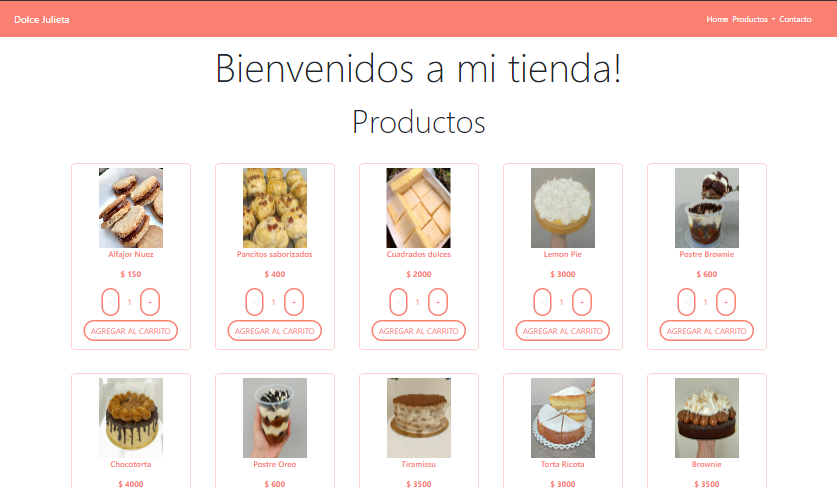 Dolce Julieta
Home Productos Contacto
Bienvenidos a mi tienda!
Productos
Alfajor Nuez
$ 150
- 1 +
AGREGAR AL CARRITO
Pancitos saborizados
$ 400
- 1 +
AGREGAR AL CARRITO
Cuadrados dulces
$ 2000
- 1 +
AGREGAR AL CARRITO
Lemon Pie
$ 3000
- 1 +
AGREGAR AL CARRITO
Postre Brownie
$ 600
- 1 +
AGREGAR AL CARRITO
Chocotorta
$ 4000
Postre Oreo
$ 600
Tiramissu
$ 3500
Torta Ricota
$ 3000
Brownie
$ 3500